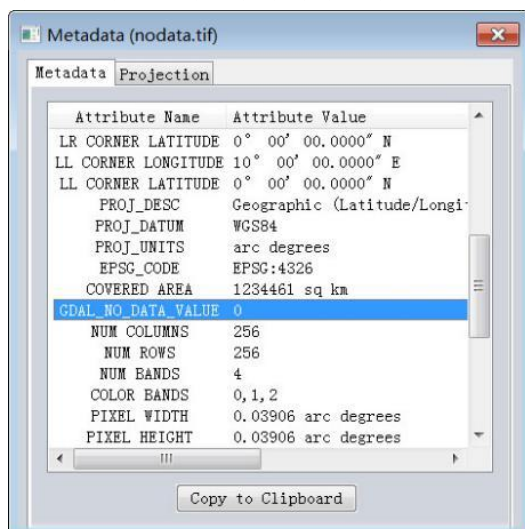 Metadata (nodata.tif)
Metadata Projection
Attribute Name Attribute Value
LR CORNER LATITUDE 0° 00' 00.0000" N
LL CORNER LONGITUDE 10° 00' 00.0000" E
LL CORNER LATITUDE 0° 00' 00.0000" N
PROJ_DESC Geographic (Latitude/Longi
PROJ_DATUM WGS84
PROJ_UNITS arc degrees
EPSG_CODE EPSG:4326
COVERED AREA 1234461 sq km
GDAL_NO_DATA_VALUE 0
NUM COLUMNS 256
NUM ROWS 256
NUM BANDS 4
COLOR BANDS 0,1,2
PIXEL WIDTH 0.03906 arc degrees
PIXEL HEIGHT 0.03906 arc degrees
Copy to Clipboard